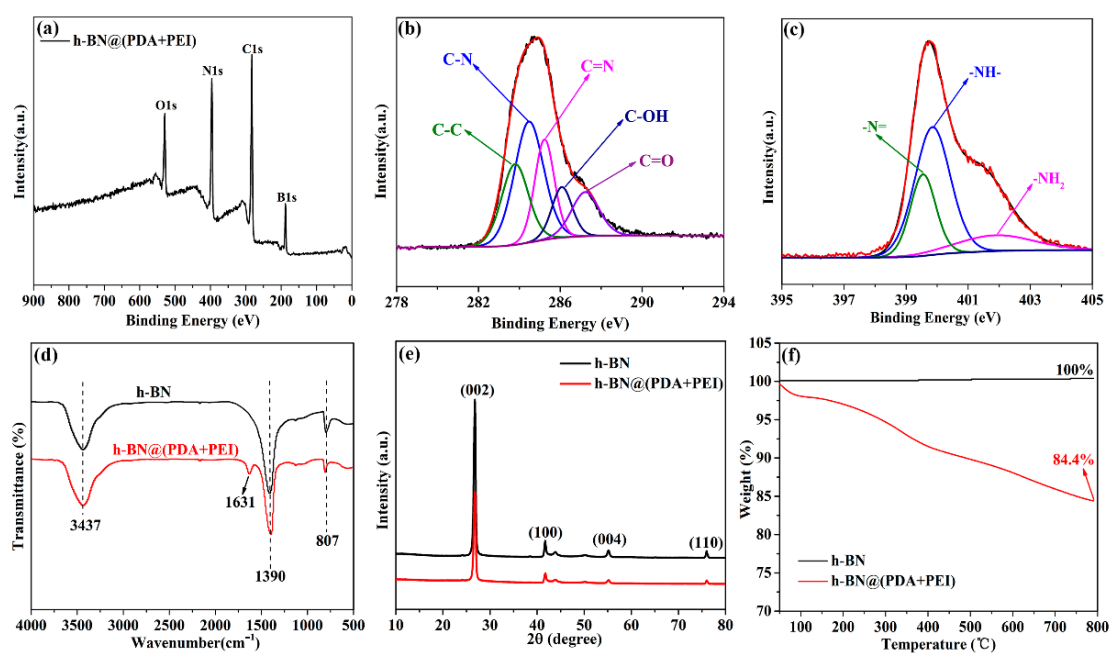 (a)
h-BN@(PDA+PEI)
C1s
N1s
O1s
B1s
Intensity(a.u.)
900 800 700 600 500 400 300 200 100 0
Binding Energy (eV)
(b)
C-N
C=N
C-C
C-OH
C=O
Intensity(a.u.)
278 282 286 290 294
Binding Energy (eV)
(c)
-NH-
-N=
-NH₂
Intensity(a.u.)
395 397 399 401 403 405
Binding Energy (eV)
(d)
h-BN
h-BN@(PDA+PEI)
1631
3437
807
1390
Transmittance (%)
4000 3500 3000 2500 2000 1500 1000 500
Wavenumber(cm⁻¹)
(e)
h-BN
h-BN@(PDA+PEI)
(002)
(100)
(004)
(110)
Intensity (a.u.)
10 20 30 40 50 60 70 80
2θ (degree)
(f)
100%
84.4%
h-BN
h-BN@(PDA+PEI)
Weight (%)
105
100
95
90
85
80
75
70
100 200 300 400 500 600 700 800
Temperature (℃)